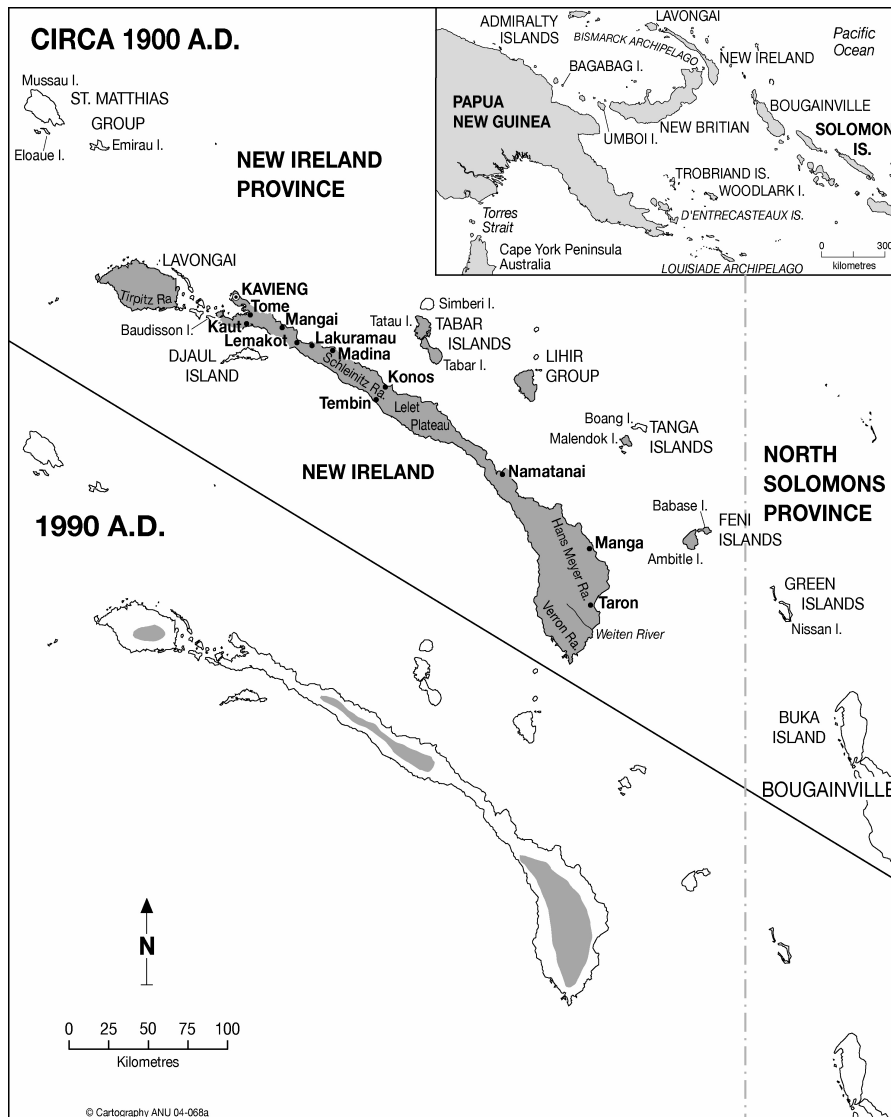 CIRCA 1900 A.D.
Mussau I.
ST. MATTHIAS
GROUP
Eloaue I.
Emirau I.
NEW IRELAND
PROVINCE
ADMIRALTY
ISLANDS
LAVONGAI
BISMARCK ARCHIPELAGO
Pacific
Ocean
NEW IRELAND
BAGABAG I.
PAPUA
NEW GUINEA
BOUGAINVILLE
NEW BRITIAN
SOLOMON
IS.
UMBOI I.
TROBRIAND IS.
WOODLARK I.
Torres
Strait
D'ENTRECASTEAUX IS.
Cape York Peninsula
Australia
LOUISIADE ARCHIPELAGO
0 300
kilometres
LAVONGAI
Tirpitz Ra.
KAVIENG
Tome
Baudisson I.
Kaut
Mangai
Lemakot
Lakuramau
Madina
DJAUL
ISLAND
Schleinitz Ra.
Simberi I.
Tatau I.
TABAR
ISLANDS
Tabar I.
LIHIR
GROUP
Konos
Tembin
Lelet
Plateau
Boang I.
Malendok I.
TANGA
ISLANDS
NEW IRELAND
Namatanai
NORTH
SOLOMONS
PROVINCE
1990 A.D.
Babase I.
FENI
ISLANDS
Ambitle I.
Hans Meyer Ra.
Manga
Taron
Verron Ra.
Weiten River
GREEN
ISLANDS
Nissan I.
BUKA
ISLAND
BOUGAINVILLE
N
0 25 50 75 100
Kilometres
© Cartography ANU 04-068a